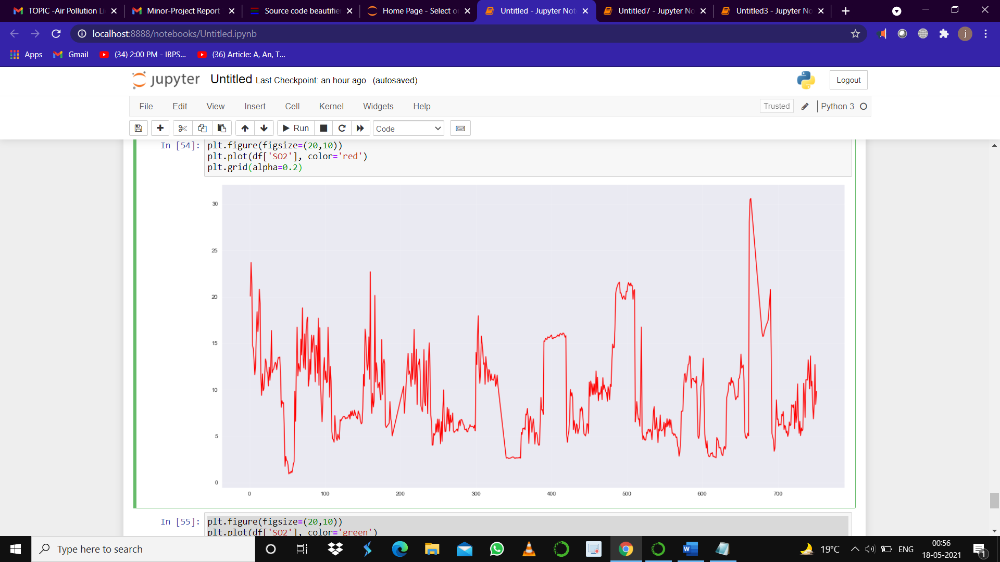 TOPIC -Air Pollution Li
Minor-Project Report
Source code beautifie
Home Page - Select o
Untitled - Jupyter Not
Untitled7 - Jupyter No
Untitled3 - Jupyter No
localhost:8888/notebooks/Untitled.ipynb
j
Apps
Gmail
(34) 2:00 PM - IBPS...
(36) Article: A, An, T...
jupyter
Untitled Last Checkpoint: an hour ago (autosaved)
Logout
File Edit View Insert Cell Kernel Widgets Help
Trusted
Python 3
Run
Code
In [54]:
plt.figure(figsize=(20,10))
plt.plot(df['SO2'], color='red')
plt.grid(alpha=0.2)
30
25
20
15
10
5
0
0 100 200 300 400 500 600 700
In [55]:
plt.figure(figsize=(20,10))
plt.plot(df['SO2'], color='green')
Type here to search
19°C
ENG
00:56
18-05-2021
1